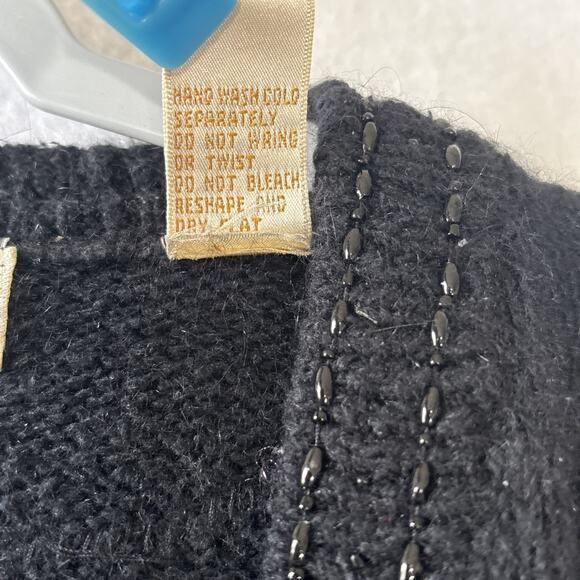 HAND WASH COLD
SEPARATELY
DO NOT WRING
OR TWIST
DO NOT BLEACH
RESHAPE AND
DRY FLAT